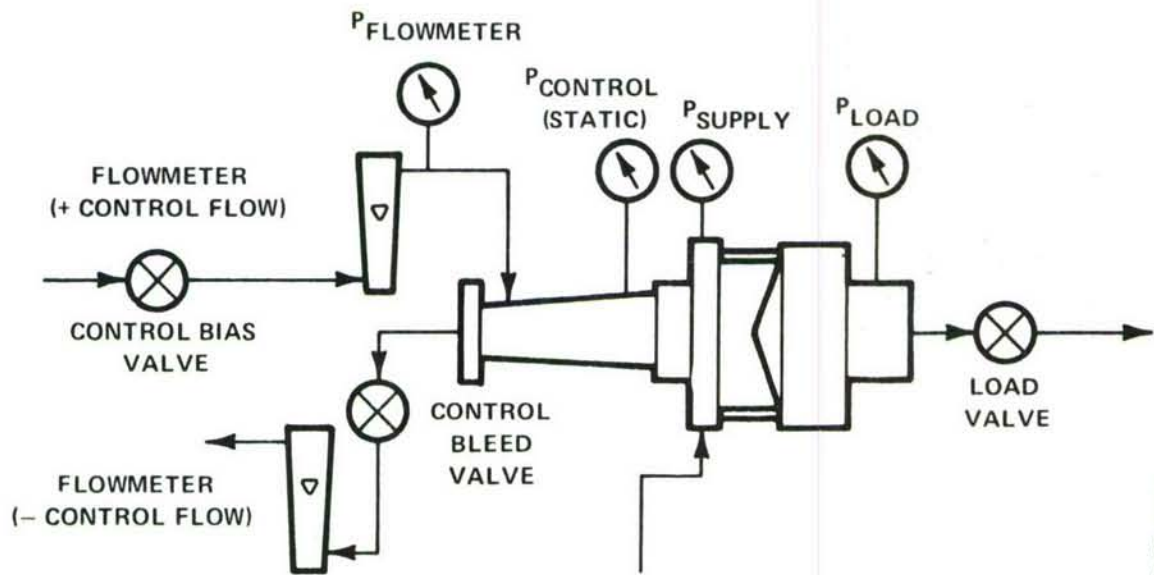 PFLOWMETER
PCONTROL
(STATIC)
PSUPPLY
PLOAD
FLOWMETER
(+ CONTROL FLOW)
CONTROL BIAS
VALVE
CONTROL
BLEED
VALVE
LOAD
VALVE
FLOWMETER
(− CONTROL FLOW)